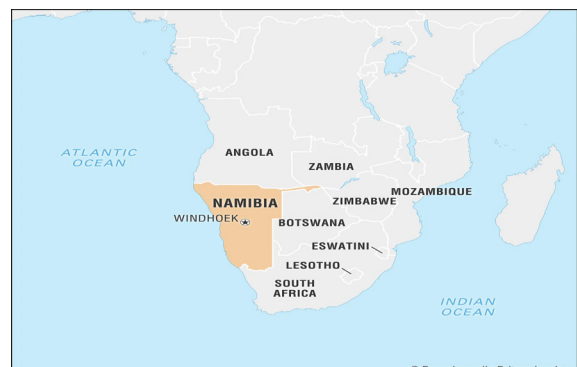 ATLANTIC
OCEAN
ANGOLA
ZAMBIA
MOZAMBIQUE
NAMIBIA
ZIMBABWE
WINDHOEK
BOTSWANA
ESWATINI
LESOTHO
SOUTH
AFRICA
INDIAN
OCEAN